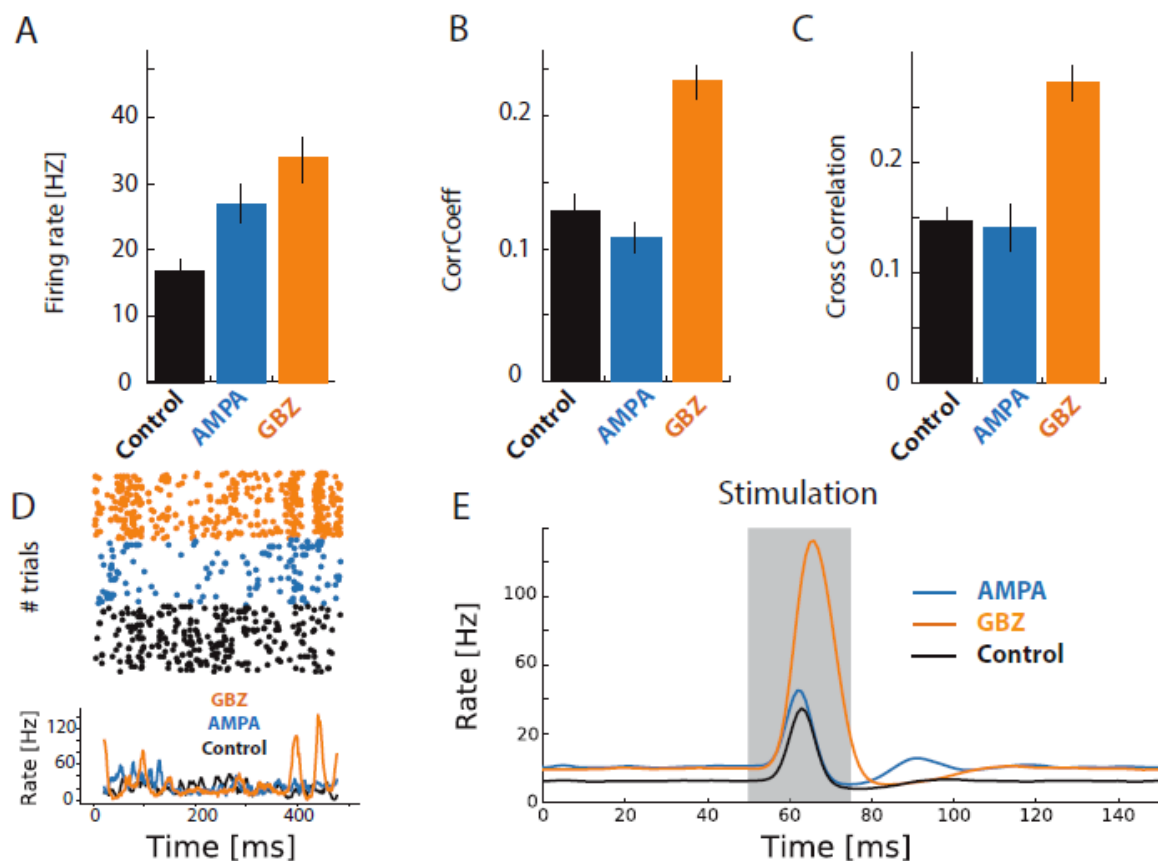 A
Firing rate [HZ]
40
30
20
10
0
Control
AMPA
GBZ
B
CorrCoeff
0.2
0.1
0
Control
AMPA
GBZ
C
Cross Correlation
0.2
0.1
Control
AMPA
GBZ
D
# trials
GBZ
AMPA
Control
Rate [Hz]
120
60
0
0
200
400
Time [ms]
E
Stimulation
Rate [Hz]
100
60
20
0
AMPA
GBZ
Control
0
20
40
60
80
100
120
140
Time [ms]